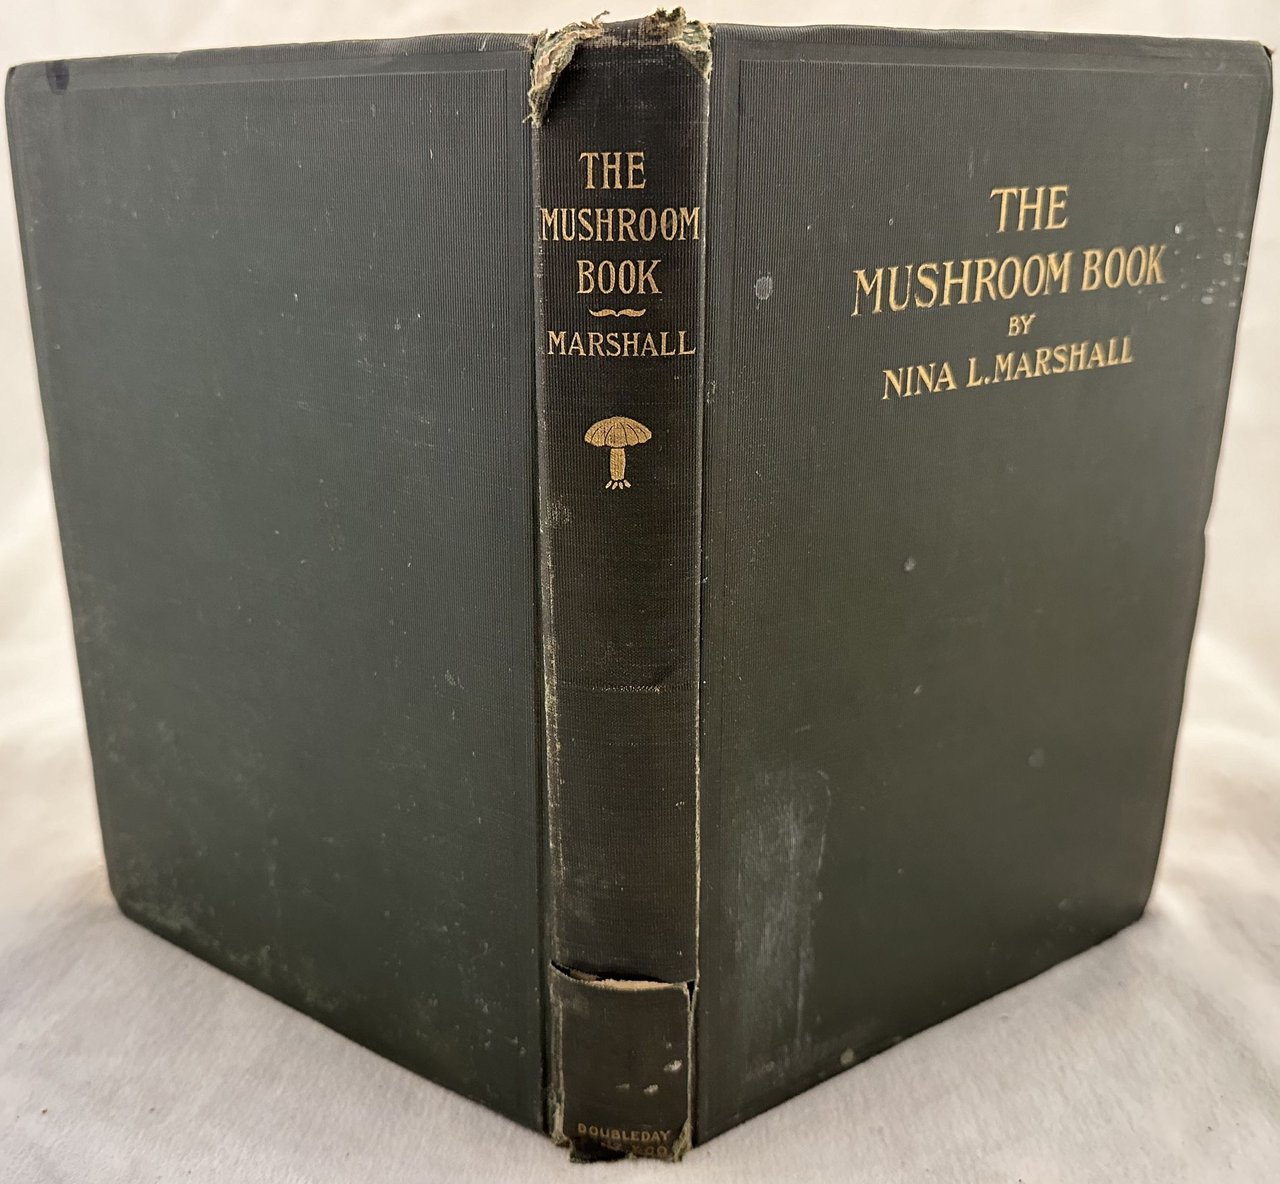 THE
MUSHROOM
BOOK
MARSHALL
DOUBLEDAY
THE
MUSHROOM BOOK
BY
NINA L. MARSHALL